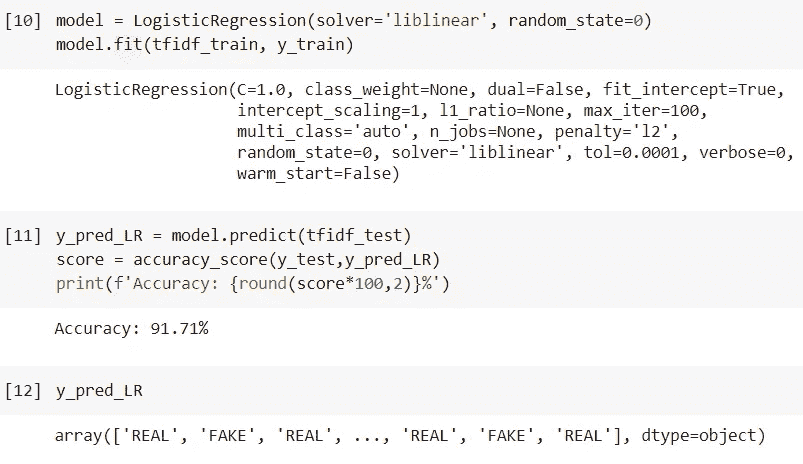 [10] model = LogisticRegression(solver='liblinear', random_state=0)
model.fit(tfidf_train, y_train)
LogisticRegression(C=1.0, class_weight=None, dual=False, fit_intercept=True,
intercept_scaling=1, l1_ratio=None, max_iter=100,
multi_class='auto', n_jobs=None, penalty='l2',
random_state=0, solver='liblinear', tol=0.0001, verbose=0,
warm_start=False)
[11] y_pred_LR = model.predict(tfidf_test)
score = accuracy_score(y_test,y_pred_LR)
print(f'Accuracy: {round(score*100,2)}%')
Accuracy: 91.71%
[12] y_pred_LR
array(['REAL', 'FAKE', 'REAL', ..., 'REAL', 'FAKE', 'REAL'], dtype=object)